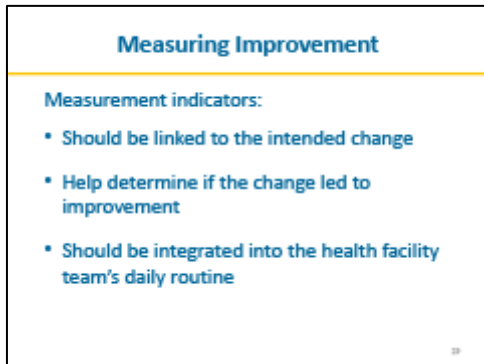 Measuring Improvement
Measurement indicators:
• Should be linked to the intended change
• Help determine if the change led to
improvement
• Should be integrated into the health facility
team's daily routine